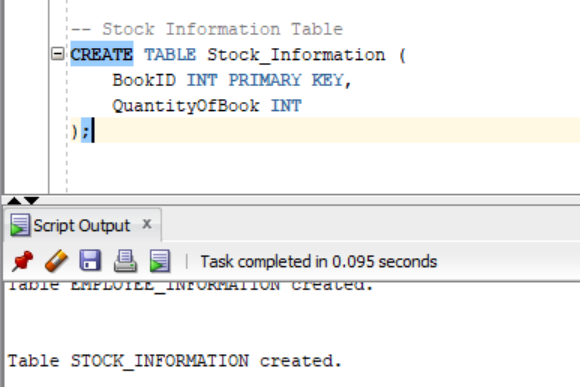 -- Stock Information Table
CREATE TABLE Stock_Information (
BookID INT PRIMARY KEY,
QuantityOfBook INT
);
Script Output x
Task completed in 0.095 seconds
Table EMPLOYEE_INFORMATION created.
Table STOCK_INFORMATION created.